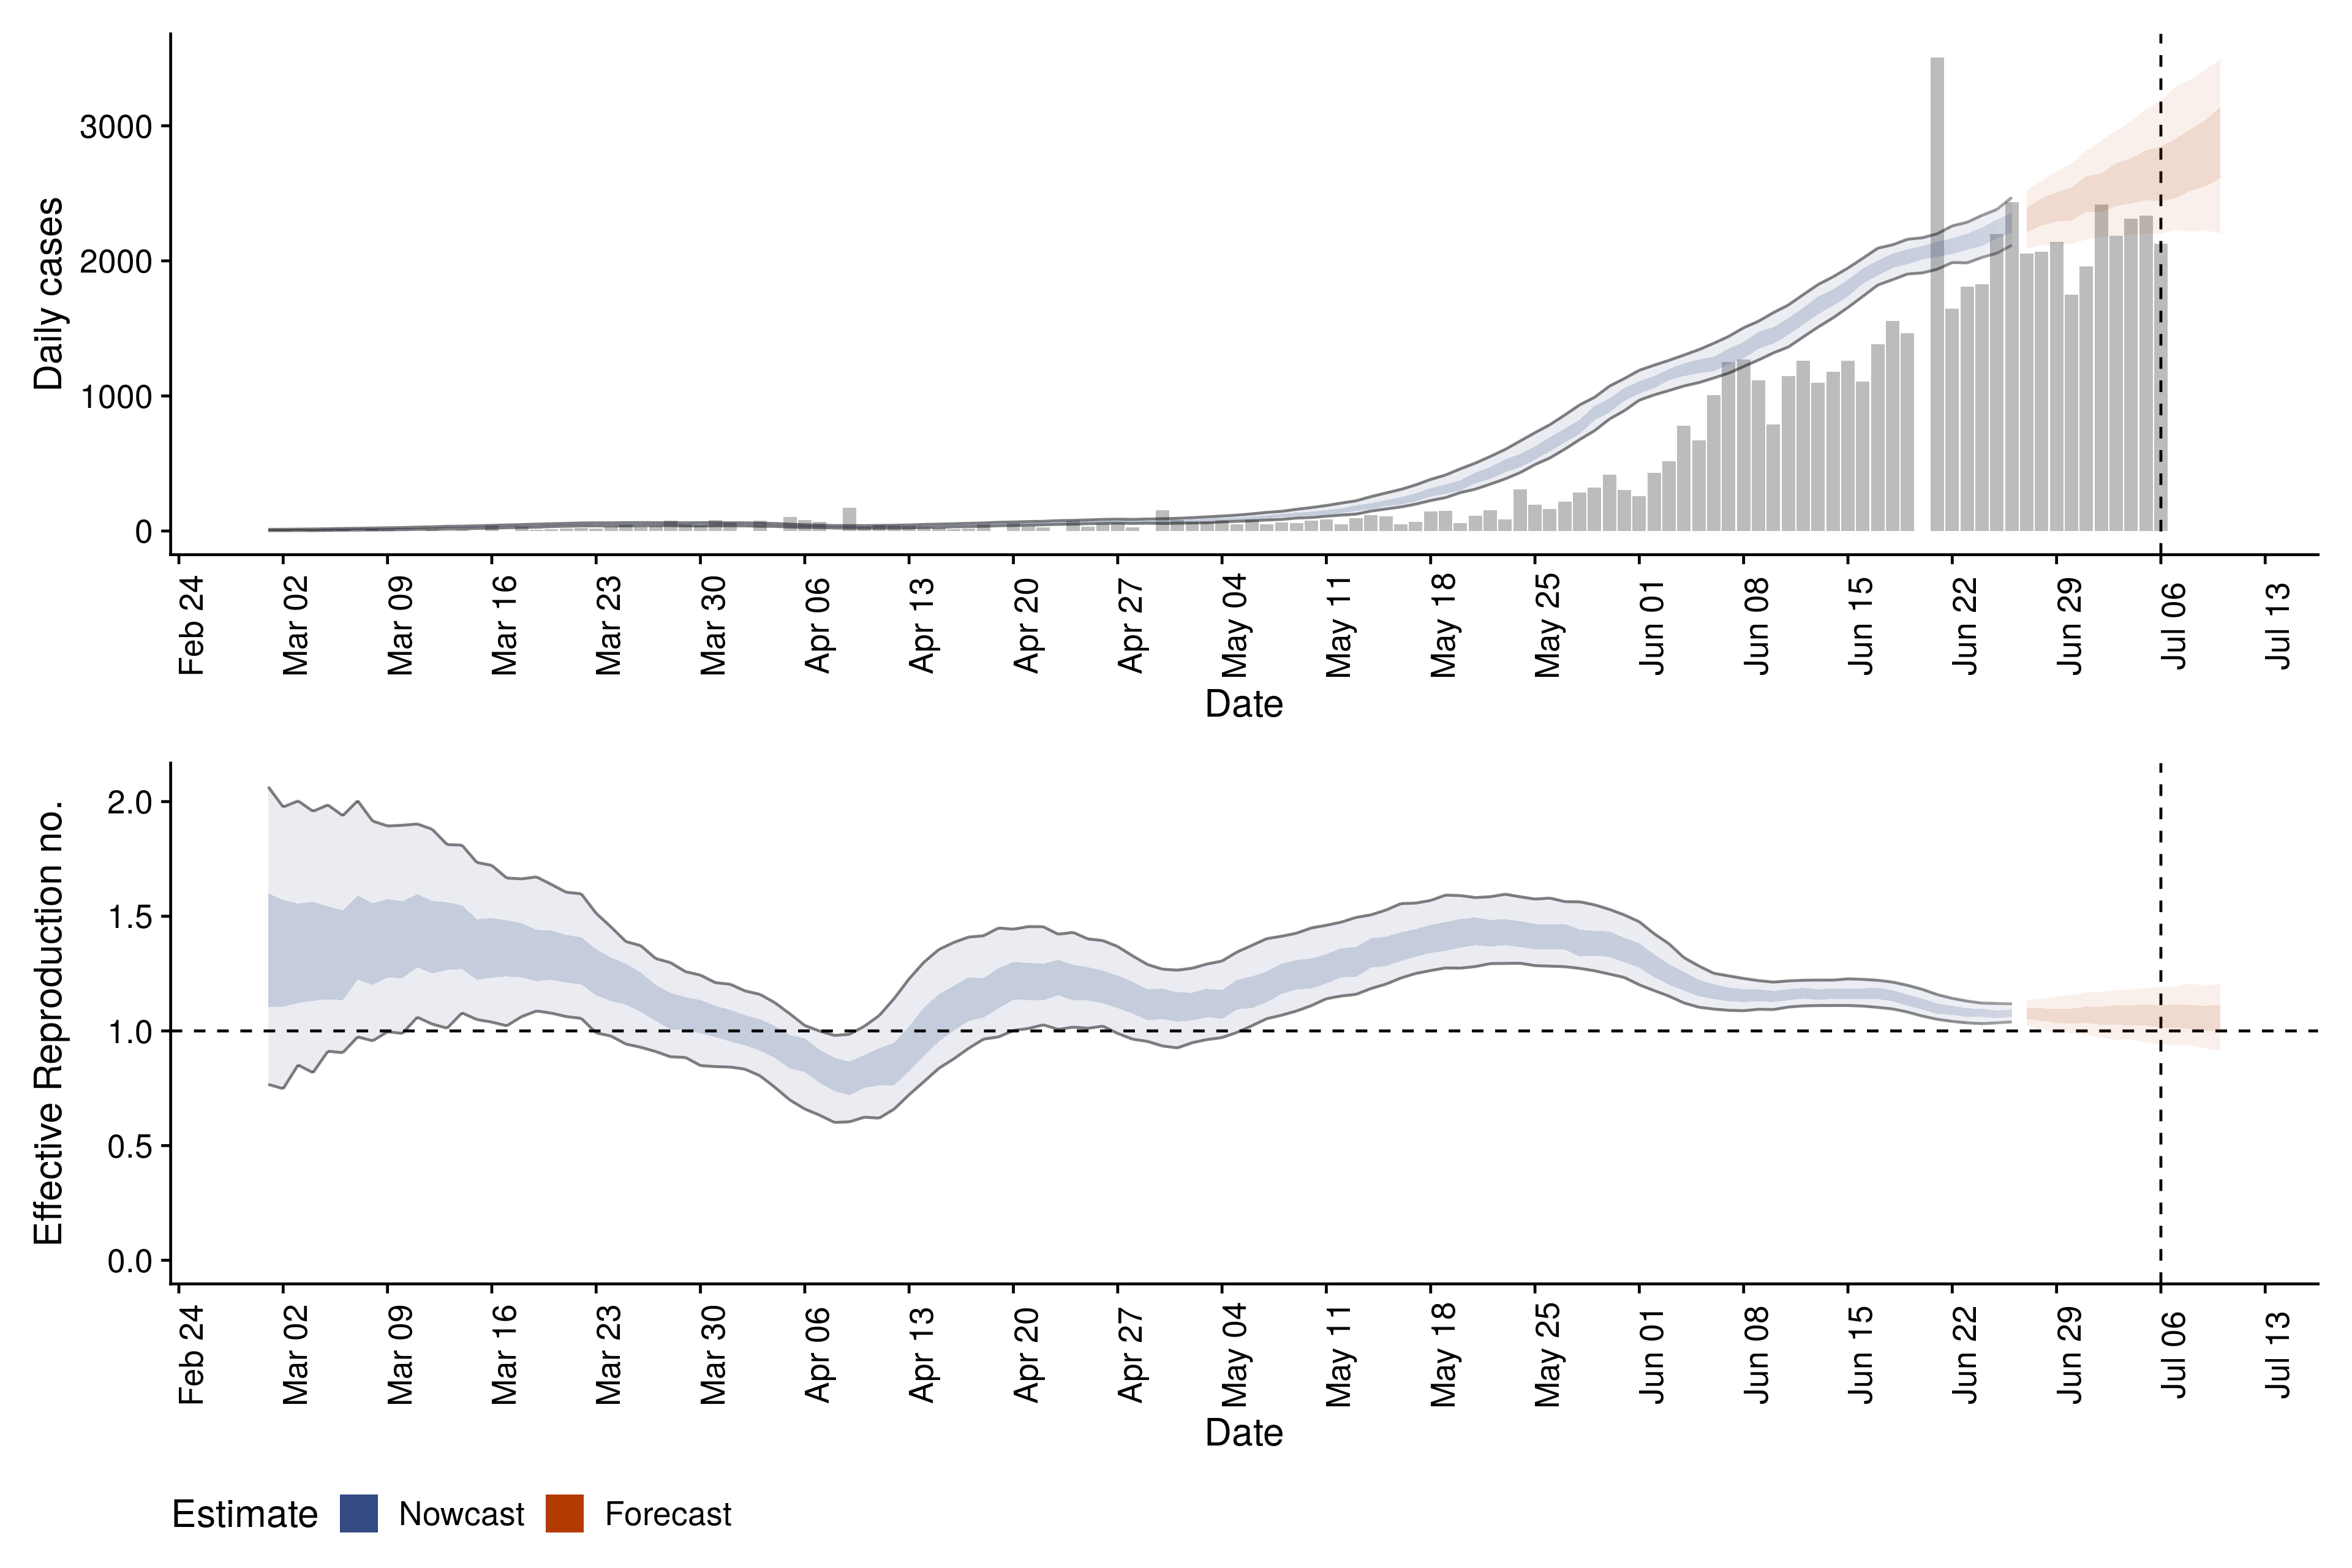 Daily cases
3000
2000
1000
0
Feb 24
Mar 02
Mar 09
Mar 16
Mar 23
Mar 30
Apr 06
Apr 13
Apr 20
Apr 27
May 04
May 11
May 18
May 25
Jun 01
Jun 08
Jun 15
Jun 22
Jun 29
Jul 06
Jul 13
Date
Effective Reproduction no.
2.0
1.5
1.0
0.5
0.0
Feb 24
Mar 02
Mar 09
Mar 16
Mar 23
Mar 30
Apr 06
Apr 13
Apr 20
Apr 27
May 04
May 11
May 18
May 25
Jun 01
Jun 08
Jun 15
Jun 22
Jun 29
Jul 06
Jul 13
Date
Estimate Nowcast Forecast